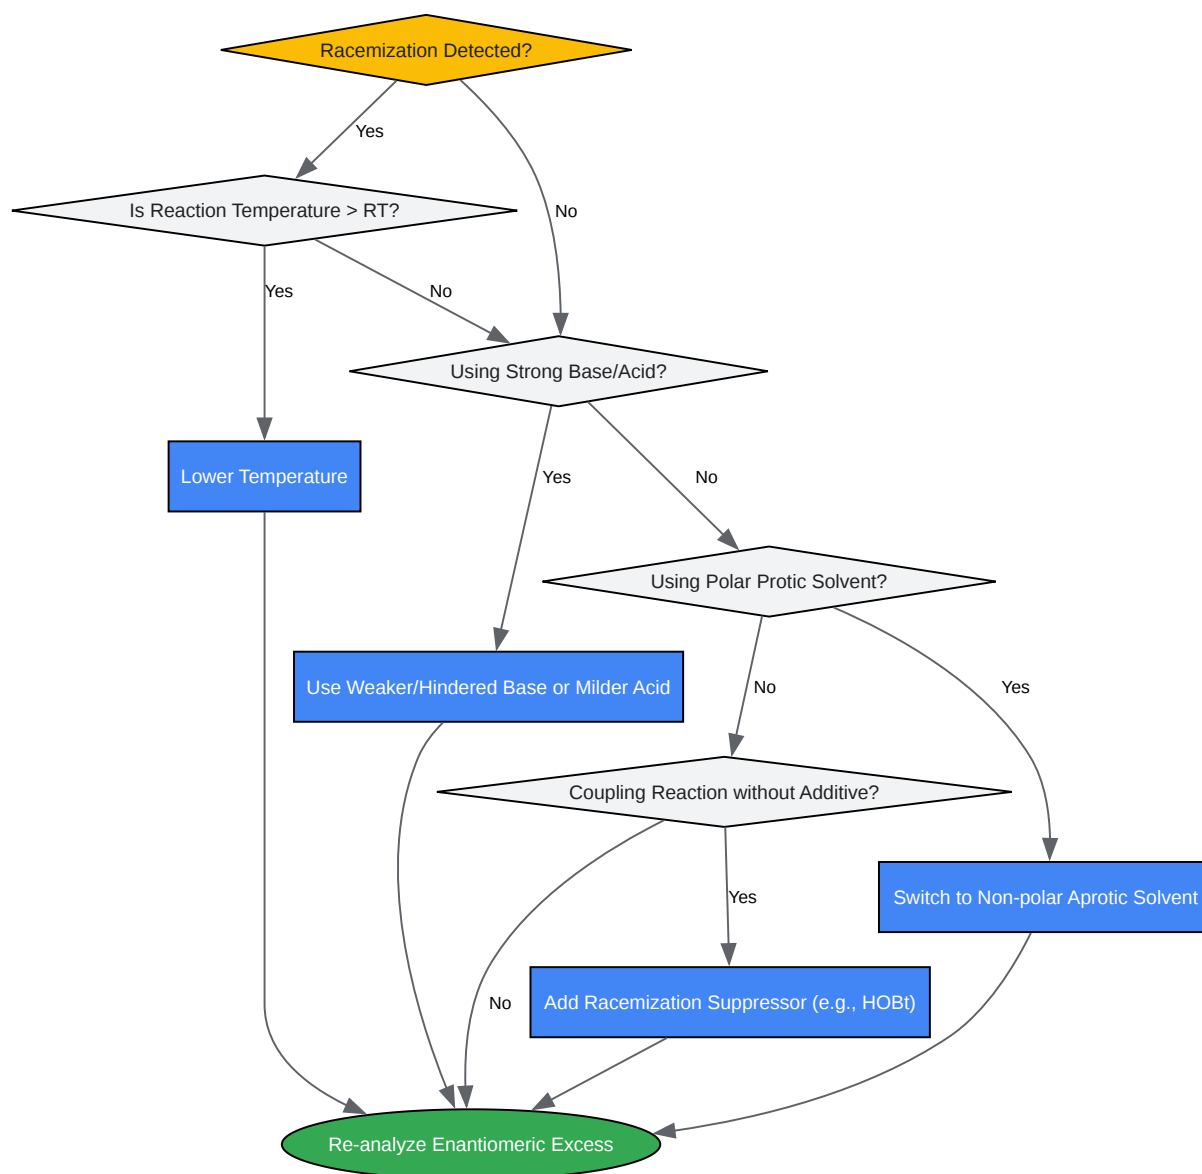 Racemization Detected?
Yes
Is Reaction Temperature > RT?
No
Yes
No
Using Strong Base/Acid?
Lower Temperature
Yes
No
Using Polar Protic Solvent?
Use Weaker/Hindered Base or Milder Acid
No
Yes
Coupling Reaction without Additive?
Yes
Switch to Non-polar Aprotic Solvent
No
Add Racemization Suppressor (e.g., HOBt)
Re-analyze Enantiomeric Excess